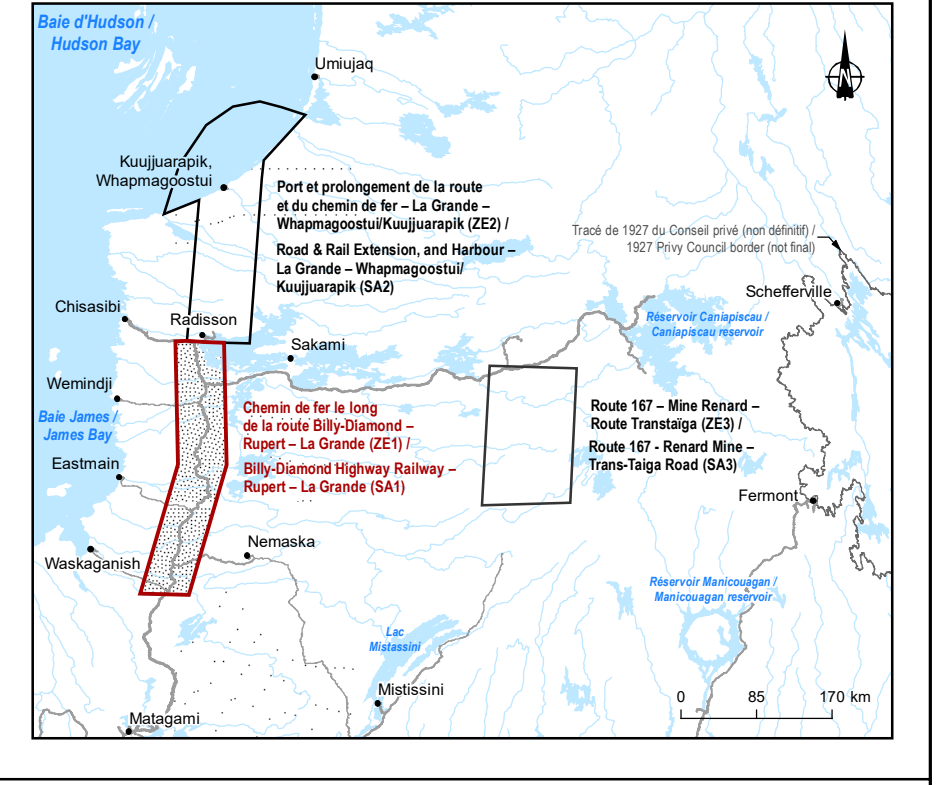 Baie d'Hudson /
Hudson Bay
Umiujaq
N
Kuujjuarapik,
Whapmagoostui
Port et prolongement de la route
et du chemin de fer – La Grande –
Whapmagoostui/Kuujjuarapik (ZE2) /
Road & Rail Extension, and Harbour –
La Grande – Whapmagoostui/
Kuujjuarapik (SA2)
Tracé de 1927 du Conseil privé (non définitif) /
1927 Privy Council border (not final)
Schefferville
Chisasibi
Radisson
Réservoir Caniapiscau /
Caniapiscau reservoir
Sakami
Wemindji
Baie James /
James Bay
Chemin de fer le long
de la route Billy-Diamond –
Rupert – La Grande (ZE1) /
Billy-Diamond Highway Railway –
Rupert – La Grande (SA1)
Route 167 – Mine Renard –
Route Transtaïga (ZE3) /
Route 167 - Renard Mine –
Trans-Taiga Road (SA3)
Eastmain
Fermont
Nemaska
Waskaganish
Réservoir Manicouagan /
Manicouagan reservoir
Lac
Mistassini
Mistissini
Matagami
0 85 170 km